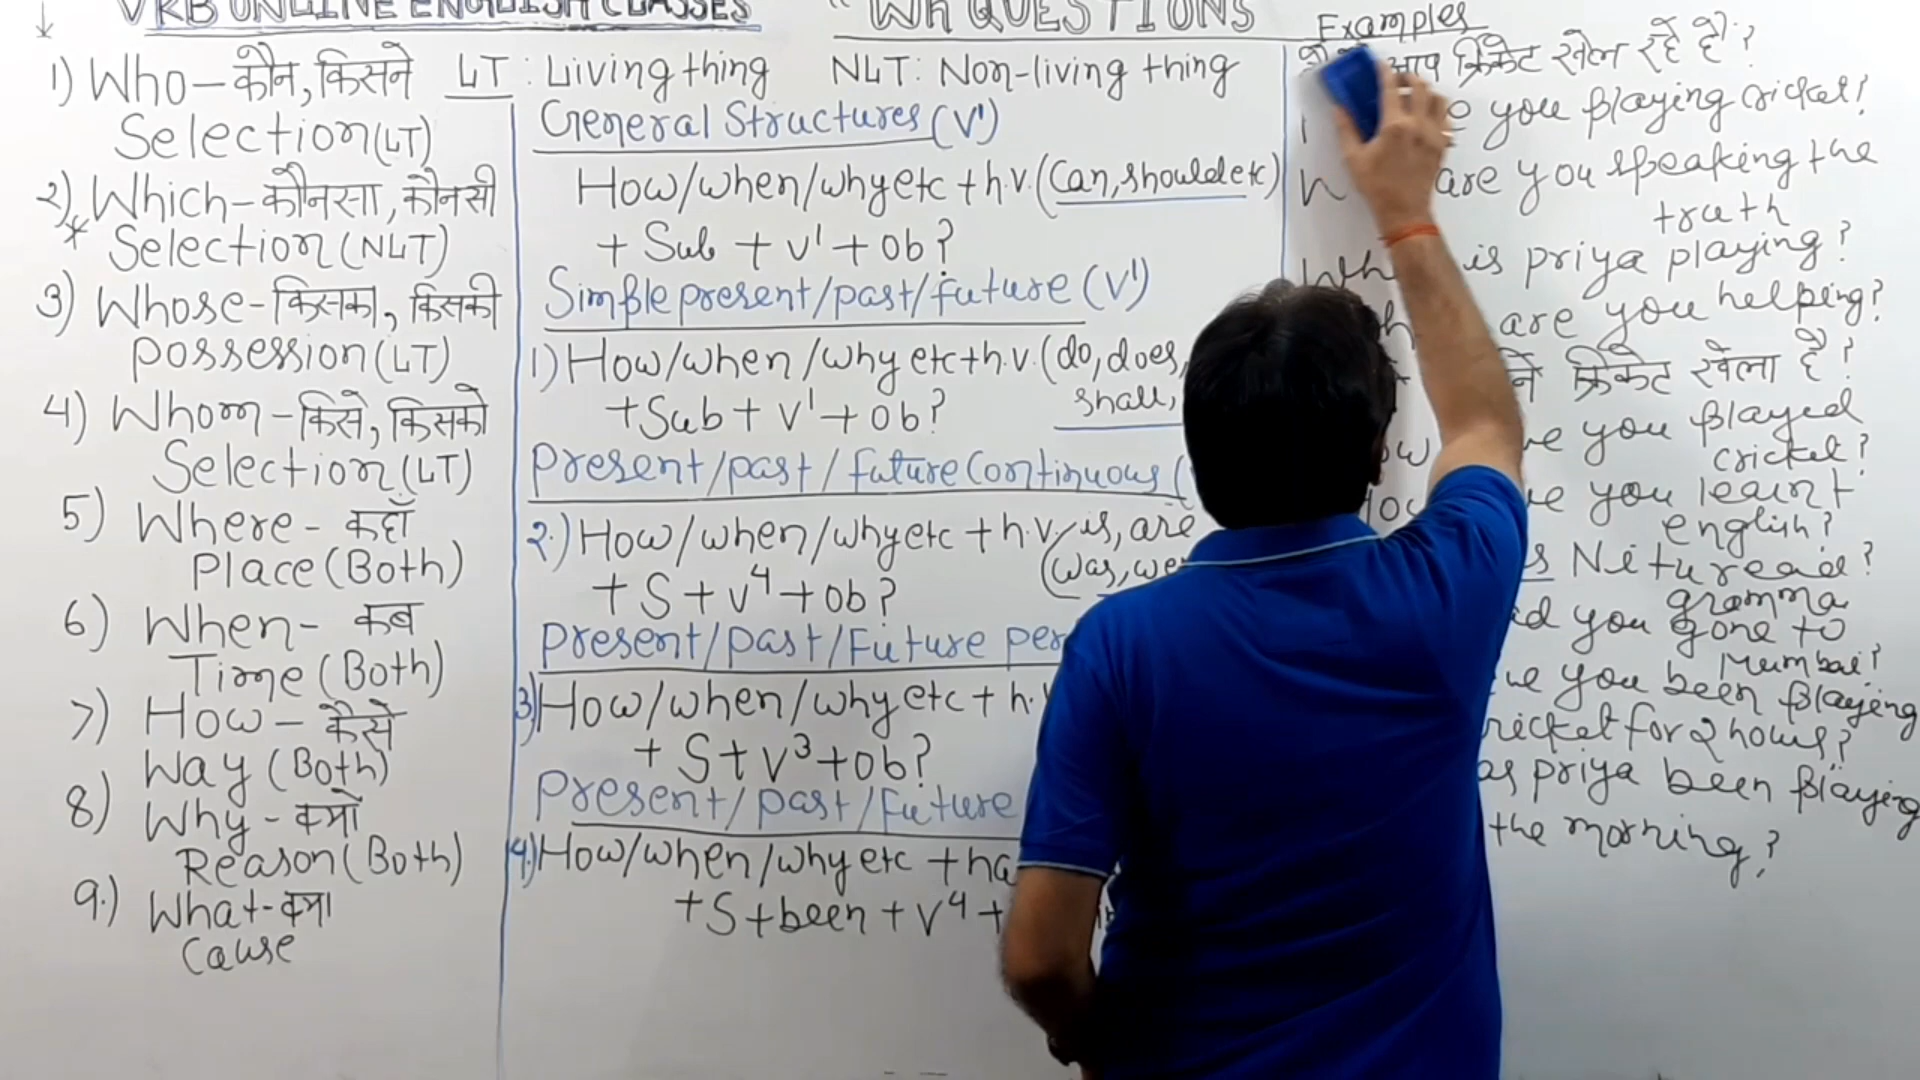 VRB ONLINE ENGLISH CLASSES
"Wh QUESTIONS
1) Who - कौन, किसने
Selection (LT)
2) Which - कौनसा, कौनसी
* Selection (NLT)
3) Whose - किसका, किसकी
possession (LT)
4) Whom - किसे, किसको
Selection (LT)
5) Where - कहाँ
Place (Both)
6) When - कब
Time (Both)
7) How - कैसे
Way (Both)
8) Why - क्यों
Reason (Both)
9.) What - क्या
Cause
LT : Living thing NLT : Non-living thing
General Structures (V¹)
How/when/why etc + h.v. (Can, should etc)
+ Sub + v¹ + ob?
Simple present/past/future (V¹)
1) How/when/why etc + h.v. (do, does,
shall,
+ Sub + v¹ + ob?
Present/past/future Continuous (
2.) How/when/why etc + h.v. is, are
(was, we
+ S + v⁴ + ob?
Present/past/Future per
3) How/when/why etc + h.
+ S + v³ + ob?
Present/past/future
4.) How/when/why etc + ha
+ S + been + v⁴ +
Examples
आप क्रिकेट खेल रहे हो?
e you playing cricket?
W are you speaking the
truth
Wh is priya playing?
h are you helping?
ने क्रिकेट खेला है?
ow ve you played
cricket?
ve you learnt
english?
s Nitu read?
gramma
d you gone to
Mumbai?
ve you been playing
ricket for 2 hours?
as priya been playing
the morning?